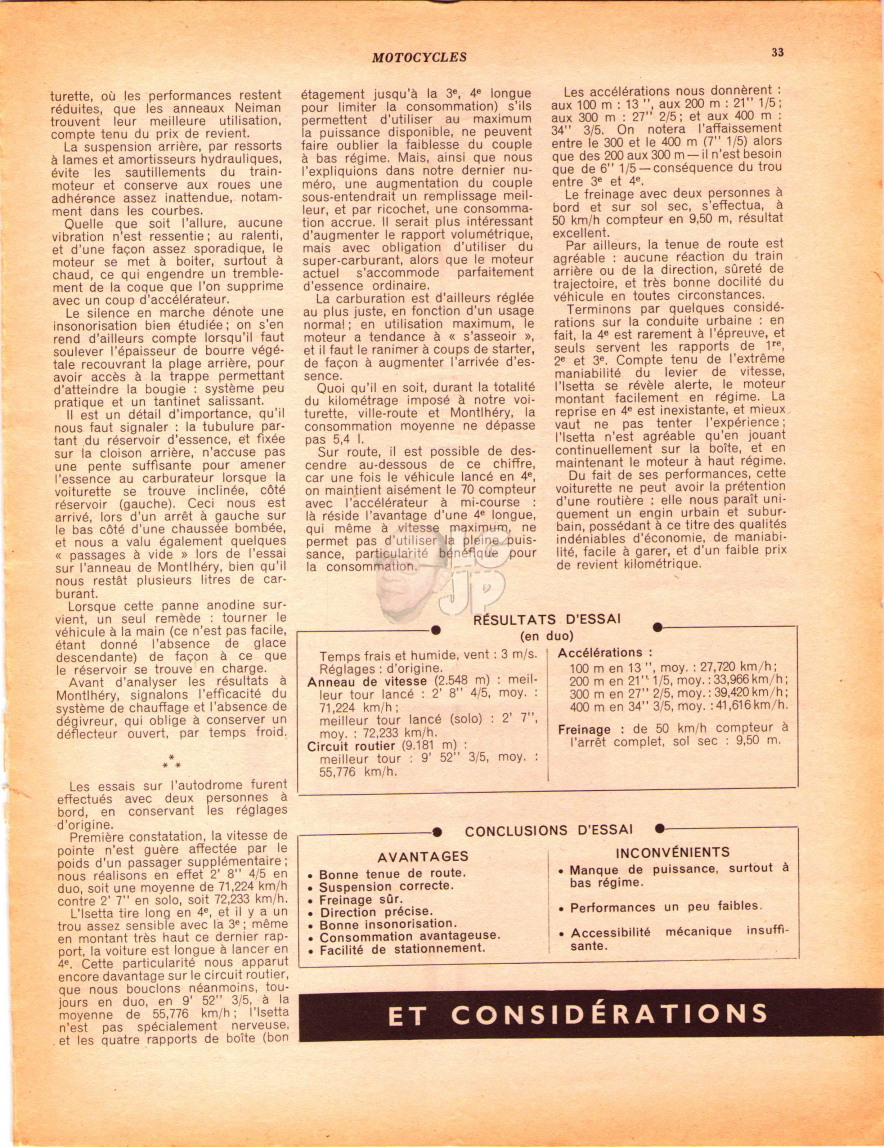 MOTOCYCLES
33
turette, où les performances restent
réduites, que les anneaux Neiman
trouvent leur meilleure utilisation,
compte tenu du prix de revient.
La suspension arrière, par ressorts
à lames et amortisseurs hydrauliques,
évite les sautillements du train-
moteur et conserve aux roues une
adhérence assez inattendue, notam-
ment dans les courbes.
Quelle que soit l'allure, aucune
vibration n'est ressentie ; au ralenti,
et d'une façon assez sporadique, le
moteur se met à boiter, surtout à
chaud, ce qui engendre un tremble-
ment de la coque que l'on supprime
avec un coup d'accélérateur.
Le silence en marche dénote une
insonorisation bien étudiée ; on s'en
rend d'ailleurs compte lorsqu'il faut
soulever l'épaisseur de bourre végé-
tale recouvrant la plage arrière, pour
avoir accès à la trappe permettant
d'atteindre la bougie : système peu
pratique et un tantinet salissant.
Il est un détail d'importance, qu'il
nous faut signaler : la tubulure par-
tant du réservoir d'essence, et fixée
sur la cloison arrière, n'accuse pas
une pente suffisante pour amener
l'essence au carburateur lorsque la
voiturette se trouve inclinée, côté
réservoir (gauche). Ceci nous est
arrivé, lors d'un arrêt à gauche sur
le bas côté d'une chaussée bombée,
et nous a valu également quelques
« passages à vide » lors de l'essai
sur l'anneau de Montlhéry, bien qu'il
nous restât plusieurs litres de car-
burant.
Lorsque cette panne anodine sur-
vient, un seul remède : tourner le
véhicule à la main (ce n'est pas facile,
étant donné l'absence de glace
descendante) de façon à ce que
le réservoir se trouve en charge.
Avant d'analyser les résultats à
Montlhéry, signalons l'efficacité du
système de chauffage et l'absence de
dégivreur, qui oblige à conserver un
déflecteur ouvert, par temps froid.
*
* *
Les essais sur l'autodrome furent
effectués avec deux personnes à
bord, en conservant les réglages
d'origine.
Première constatation, la vitesse de
pointe n'est guère affectée par le
poids d'un passager supplémentaire ;
nous réalisons en effet 2' 8'' 4/5 en
duo, soit une moyenne de 71,224 km/h
contre 2' 7'' en solo, soit 72,233 km/h.
L'Isetta tire long en 4e, et il y a un
trou assez sensible avec la 3e ; même
en montant très haut ce dernier rap-
port, la voiture est longue à lancer en
4e. Cette particularité nous apparut
encore davantage sur le circuit routier,
que nous bouclons néanmoins, tou-
jours en duo, en 9' 52'' 3/5, à la
moyenne de 55,776 km/h ; l'Isetta
n'est pas spécialement nerveuse,
et les quatre rapports de boîte (bon
étagement jusqu'à la 3e, 4e longue
pour limiter la consommation) s'ils
permettent d'utiliser au maximum
la puissance disponible, ne peuvent
faire oublier la faiblesse du couple
à bas régime. Mais, ainsi que nous
l'expliquions dans notre dernier nu-
méro, une augmentation du couple
sous-entendrait un remplissage meil-
leur, et par ricochet, une consomma-
tion accrue. Il serait plus intéressant
d'augmenter le rapport volumétrique,
mais avec obligation d'utiliser du
super-carburant, alors que le moteur
actuel s'accommode parfaitement
d'essence ordinaire.
La carburation est d'ailleurs réglée
au plus juste, en fonction d'un usage
normal ; en utilisation maximum, le
moteur a tendance à « s'asseoir »,
et il faut le ranimer à coups de starter,
de façon à augmenter l'arrivée d'es-
sence.
Quoi qu'il en soit, durant la totalité
du kilométrage imposé à notre voi-
turette, ville-route et Montlhéry, la
consommation moyenne ne dépasse
pas 5,4 l.
Sur route, il est possible de des-
cendre au-dessous de ce chiffre,
car une fois le véhicule lancé en 4e,
on maintient aisément le 70 compteur
avec l'accélérateur à mi-course :
là réside l'avantage d'une 4e longue,
qui même à vitesse maximum, ne
permet pas d'utiliser la pleine puis-
sance, particularité bénéfique pour
la consommation.
Les accélérations nous donnèrent :
aux 100 m : 13 '', aux 200 m : 21'' 1/5 ;
aux 300 m : 27'' 2/5 ; et aux 400 m :
34'' 3/5. On notera l'affaissement
entre le 300 et le 400 m (7'' 1/5) alors
que des 200 aux 300 m — il n'est besoin
que de 6'' 1/5 — conséquence du trou
entre 3e et 4e.
Le freinage avec deux personnes à
bord et sur sol sec, s'effectua, à
50 km/h compteur en 9,50 m, résultat
excellent.
Par ailleurs, la tenue de route est
agréable : aucune réaction du train
arrière ou de la direction, sûreté de
trajectoire, et très bonne docilité du
véhicule en toutes circonstances.
Terminons par quelques considé-
rations sur la conduite urbaine : en
fait, la 4e est rarement à l'épreuve, et
seuls servent les rapports de 1re,
2e et 3e. Compte tenu de l'extrême
maniabilité du levier de vitesse,
l'Isetta se révèle alerte, le moteur
montant facilement en régime. La
reprise en 4e est inexistante, et mieux
vaut ne pas tenter l'expérience ;
l'Isetta n'est agréable qu'en jouant
continuellement sur la boîte, et en
maintenant le moteur à haut régime.
Du fait de ses performances, cette
voiturette ne peut avoir la prétention
d'une routière : elle nous paraît uni-
quement un engin urbain et subur-
bain, possédant à ce titre des qualités
indéniables d'économie, de maniabi-
lité, facile à garer, et d'un faible prix
de revient kilométrique.
JP
RÉSULTATS D'ESSAI
(en duo)
Temps frais et humide, vent : 3 m/s.
Réglages : d'origine.
Anneau de vitesse (2.548 m) : meil-
leur tour lancé : 2' 8'' 4/5, moy. :
71,224 km/h ;
meilleur tour lancé (solo) : 2' 7'',
moy. : 72,233 km/h.
Circuit routier (9.181 m) :
meilleur tour : 9' 52'' 3/5, moy. :
55,776 km/h.
Accélérations :
100 m en 13 '', moy. : 27,720 km/h ;
200 m en 21'' 1/5, moy. : 33,966 km/h ;
300 m en 27'' 2/5, moy. : 39,420 km/h ;
400 m en 34'' 3/5, moy. : 41,616 km/h.
Freinage : de 50 km/h compteur à
l'arrêt complet, sol sec : 9,50 m.
CONCLUSIONS D'ESSAI
AVANTAGES
• Bonne tenue de route.
• Suspension correcte.
• Freinage sûr.
• Direction précise.
• Bonne insonorisation.
• Consommation avantageuse.
• Facilité de stationnement.
INCONVÉNIENTS
• Manque de puissance, surtout à
bas régime.
• Performances un peu faibles.
• Accessibilité mécanique insuffi-
sante.
ET CONSIDÉRATIONS